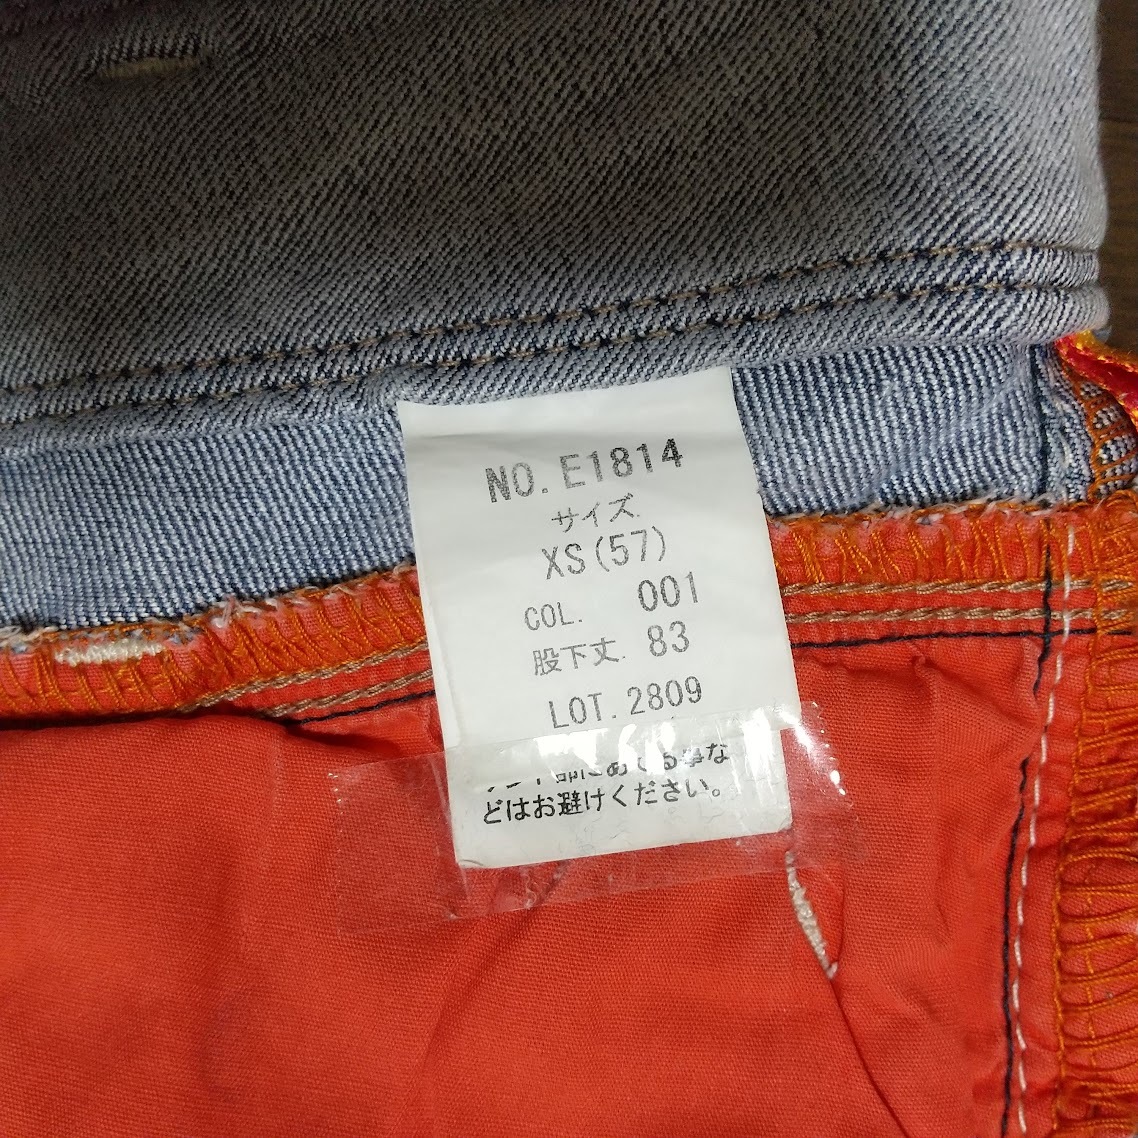 NO. E1814
サイズ
XS(57)
COL. 001
股下丈. 83
LOT. 2809
どはお避けください。